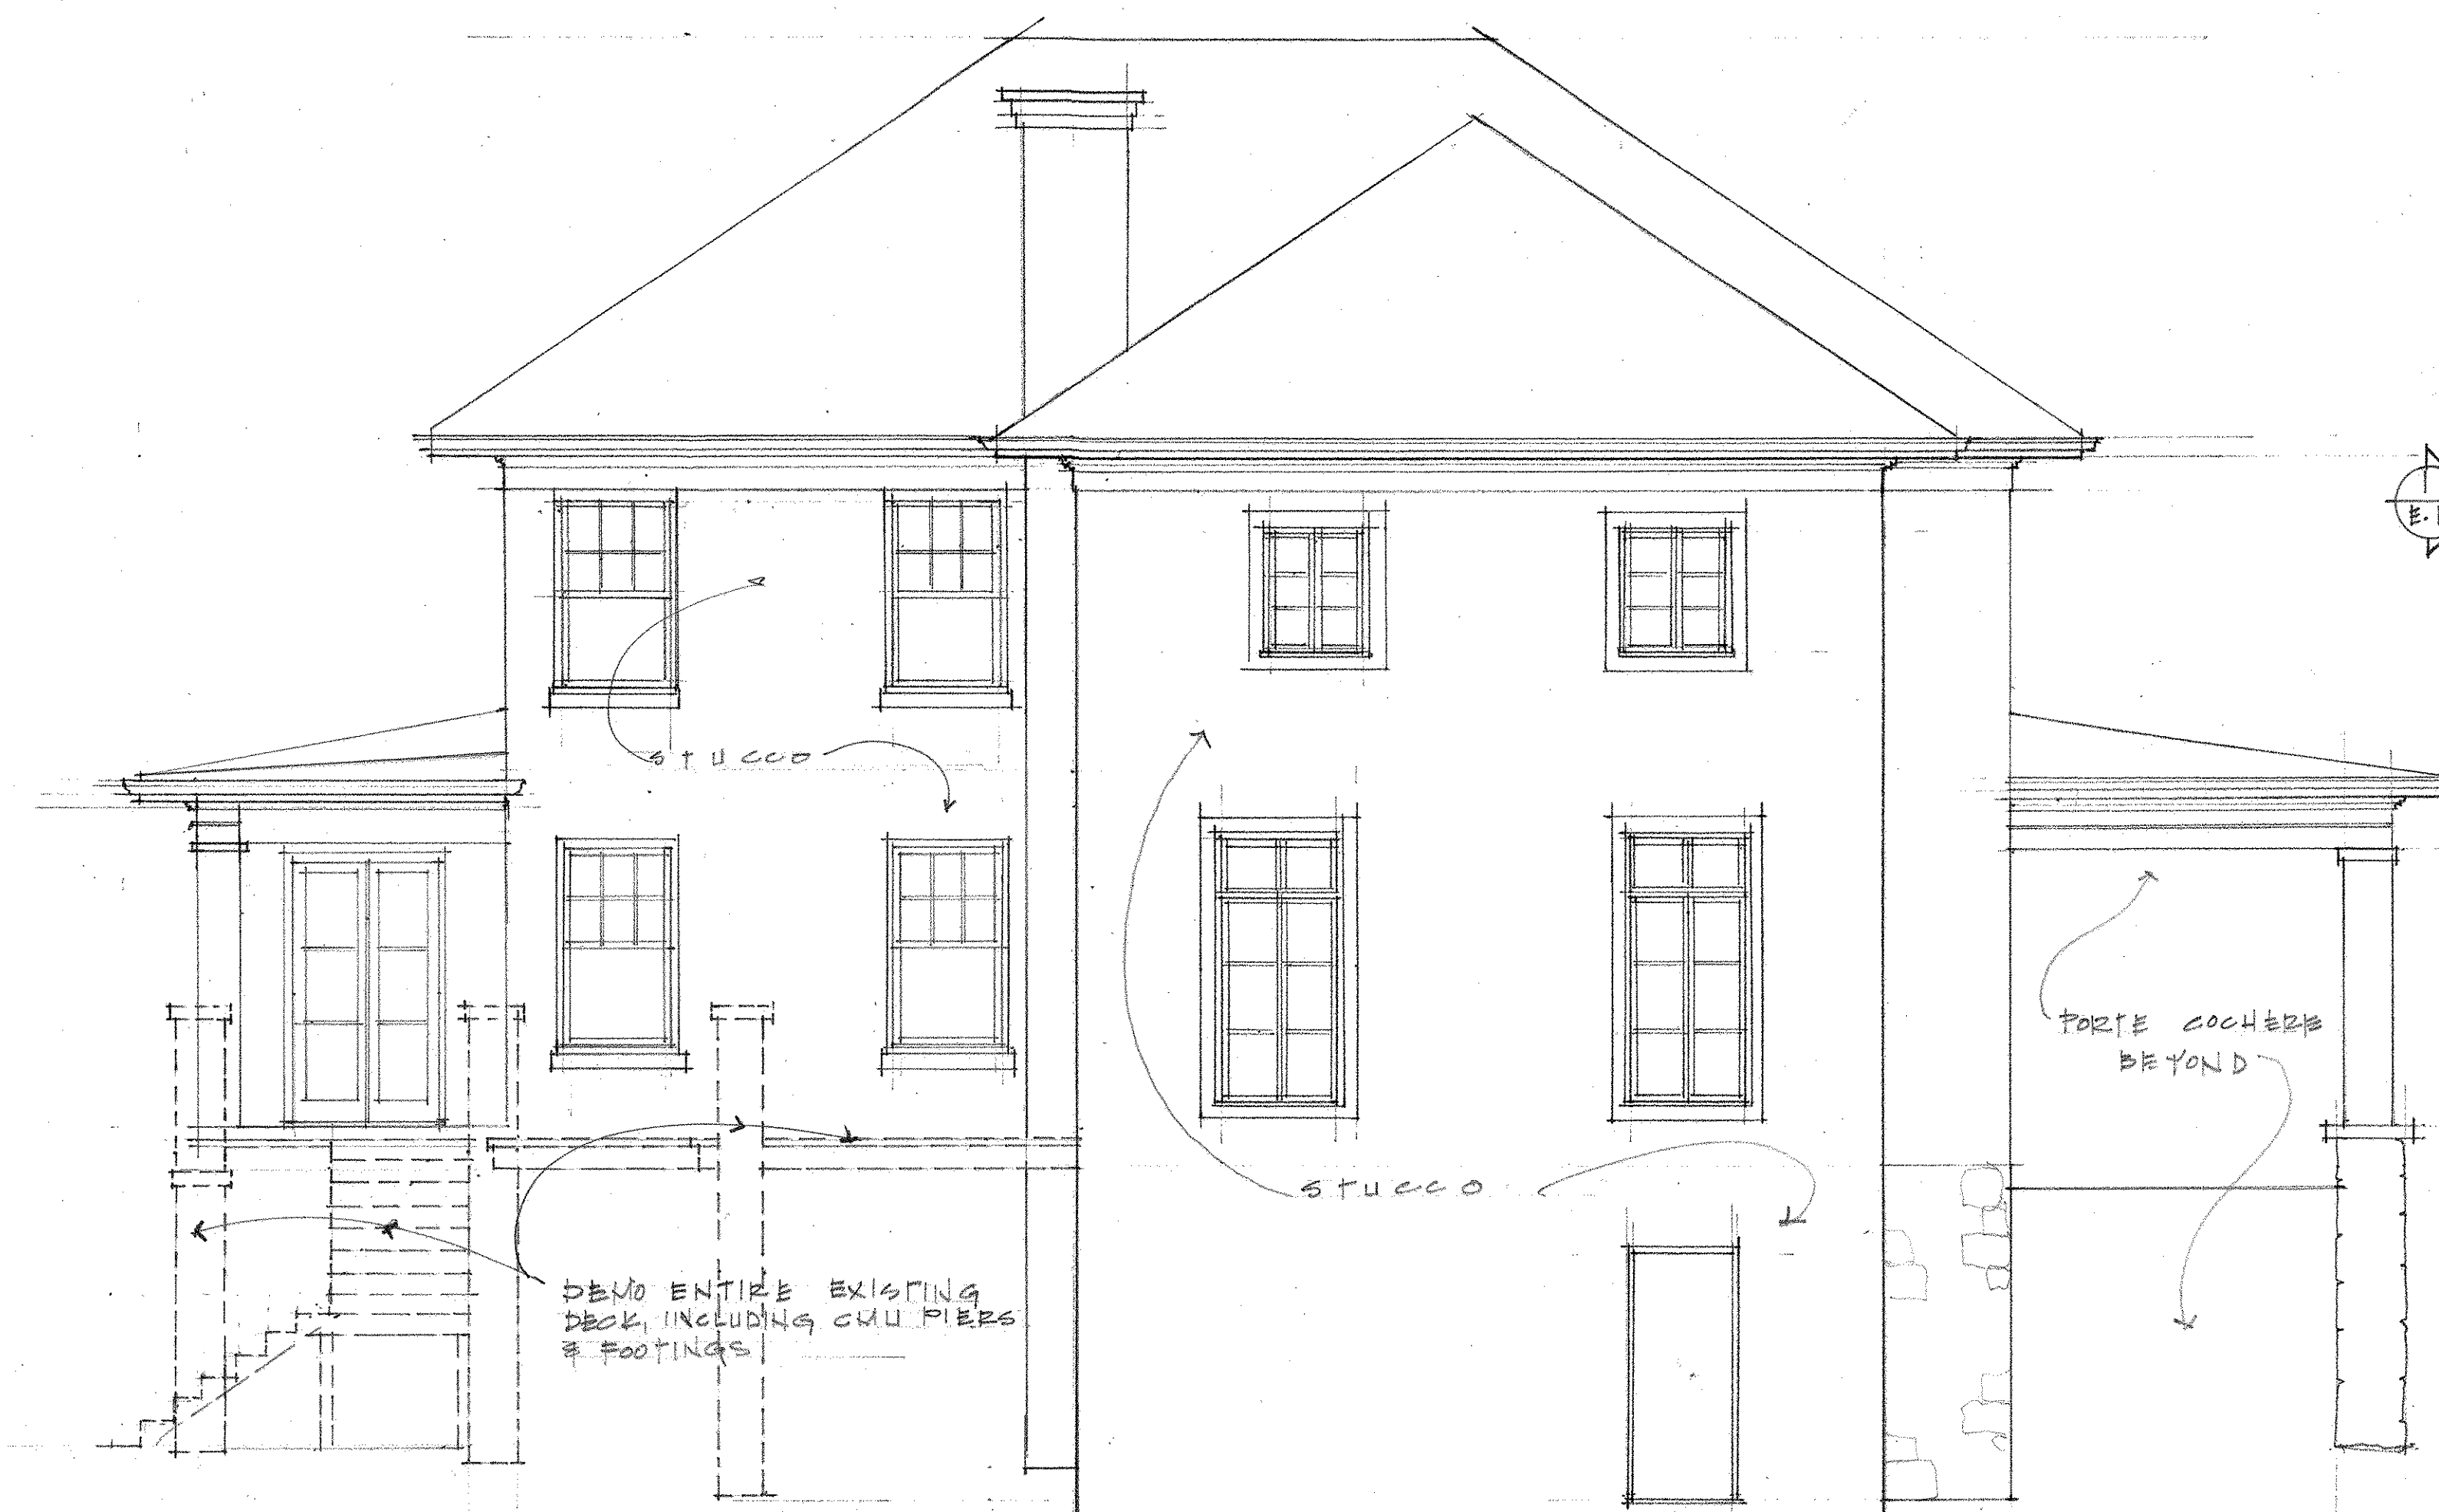 STUCCO
E.
PORTE COCHERE
BEYOND
STUCCO
DEMO ENTIRE EXISTING
DECK, INCLUDING CMU PIERS
& FOOTINGS